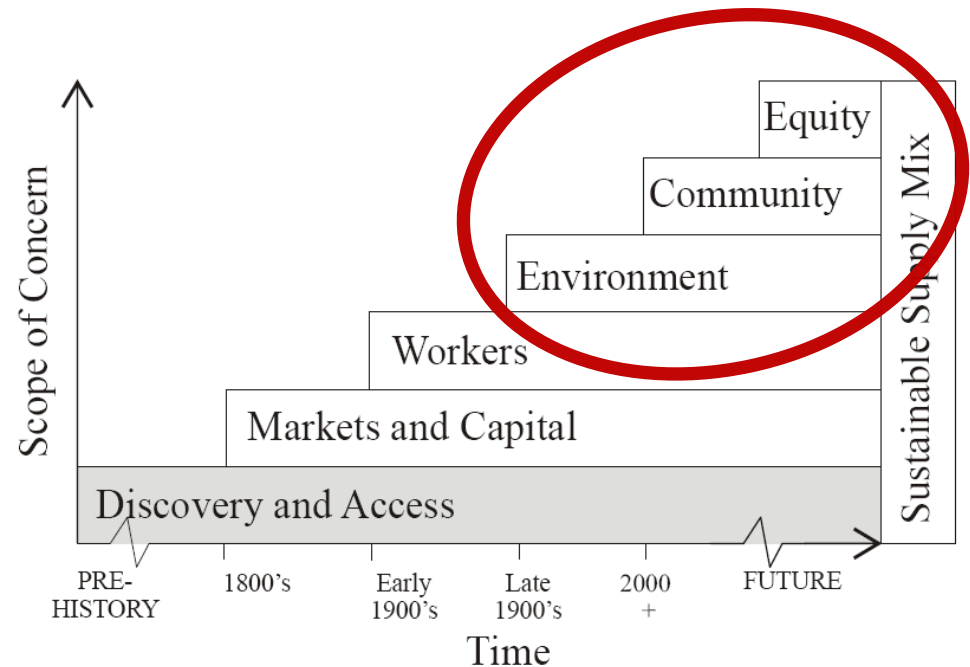 Scope of Concern
Equity
Community
Environment
Workers
Markets and Capital
Discovery and Access
Sustainable Supply Mix
PRE-
HISTORY
1800’s
Early
1900’s
Late
1900’s
2000
+
FUTURE
Time